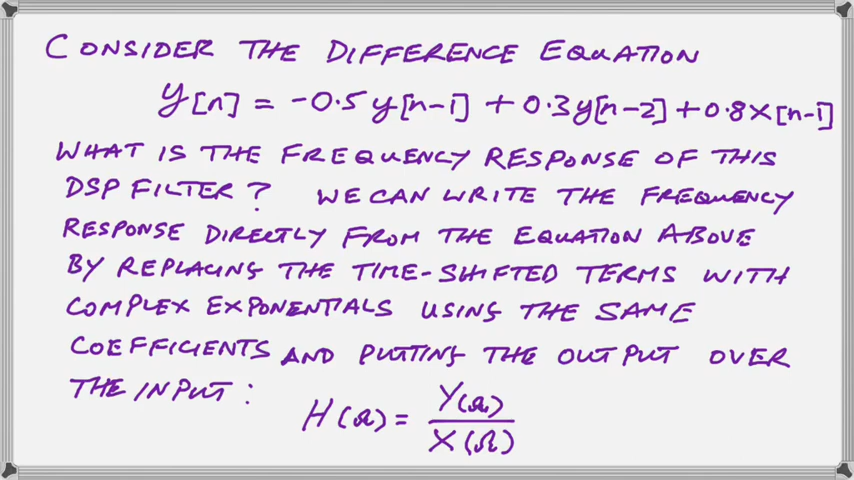 CONSIDER THE DIFFERENCE EQUATION
y[n] = -0.5y[n-1] + 0.3y[n-2] + 0.8x[n-1]
WHAT IS THE FREQUENCY RESPONSE OF THIS
DSP FILTER? WE CAN WRITE THE FREQUENCY
RESPONSE DIRECTLY FROM THE EQUATION ABOVE
BY REPLACING THE TIME-SHIFTED TERMS WITH
COMPLEX EXPONENTIALS USING THE SAME
COEFFICIENTS AND PUTTING THE OUTPUT OVER
THE INPUT:
H(Ω) = Y(Ω)
X(Ω)